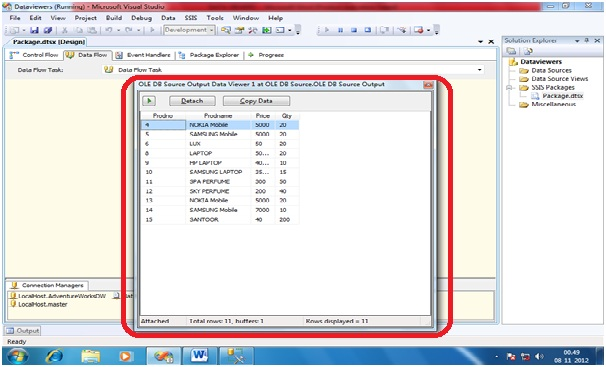 Dataviewers (Running) - Microsoft Visual Studio
File Edit View Project Build Debug Data SSIS Tools Window Help
Development
Package.dtsx [Design]
Control Flow Data Flow Event Handlers Package Explorer Progress
Data Flow Task: Data Flow Task
OLE DB Source Output Data Viewer 1 at OLE DB Source.OLE DB Source Output
Detach Copy Data
Prodno Prodname Price Qty
4 NOKIA Mobile 5000 20
5 SAMSUNG Mobile 5000 20
6 LUX 50 20
8 LAPTOP 50... 20
9 HP LAPTOP 40... 10
10 SAMSUNG LAPTOP 35... 15
11 SPA PERFUME 300 50
12 SKY PERFUME 200 40
13 NOKIA Mobile 5000 20
14 SAMSUNG Mobile 7000 10
15 SANTOOR 40 200
Attached Total rows: 11, buffers: 1 Rows displayed = 11
Connection Managers
LocalHost.AdventureWorksDW
LocalHost.master
Output
Ready
Solution Explorer
Dataviewers
Data Sources
Data Source Views
SSIS Packages
Package.dtsx
Miscellaneous
00:49
08 11 2012